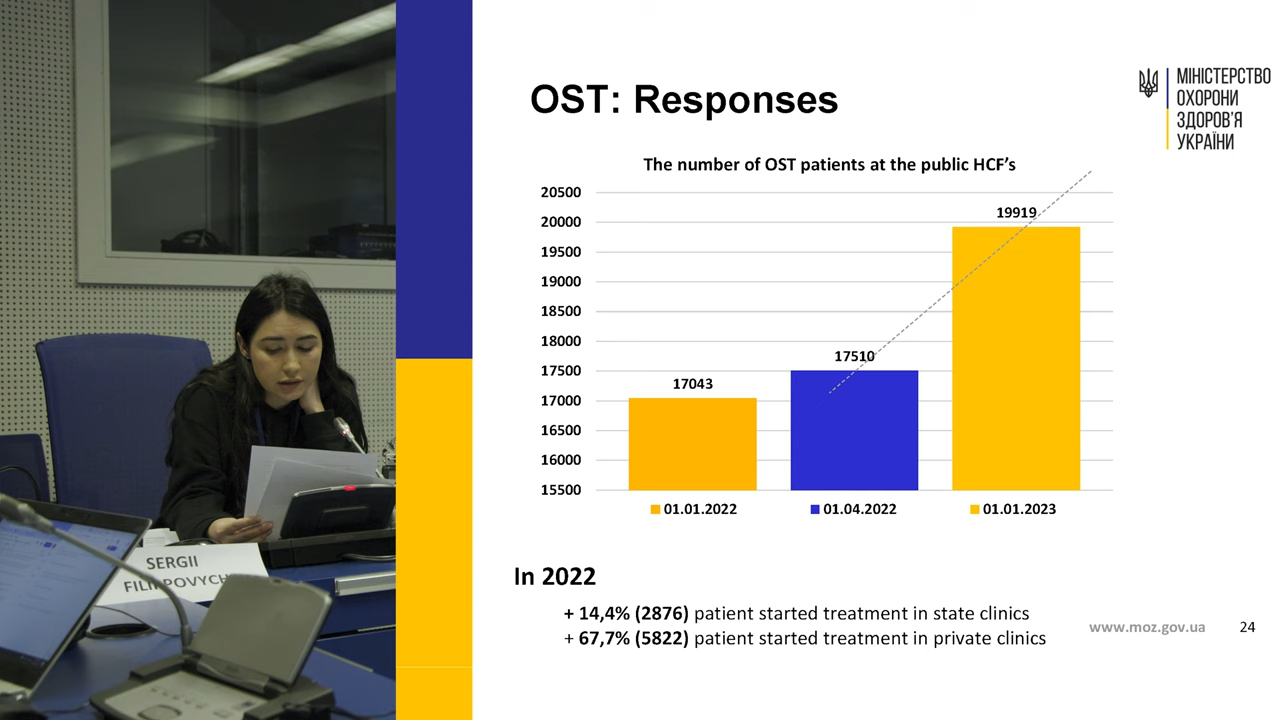 OST: Responses
МІНІСТЕРСТВО
ОХОРОНИ
ЗДОРОВ'Я
УКРАЇНИ
The number of OST patients at the public HCF's
20500
20000
19500
19000
18500
18000
17500
17000
16500
16000
15500
17043
17510
19919
01.01.2022
01.04.2022
01.01.2023
In 2022
+ 14,4% (2876) patient started treatment in state clinics
+ 67,7% (5822) patient started treatment in private clinics
www.moz.gov.ua
24
SERGII
FILIPPOVYCH